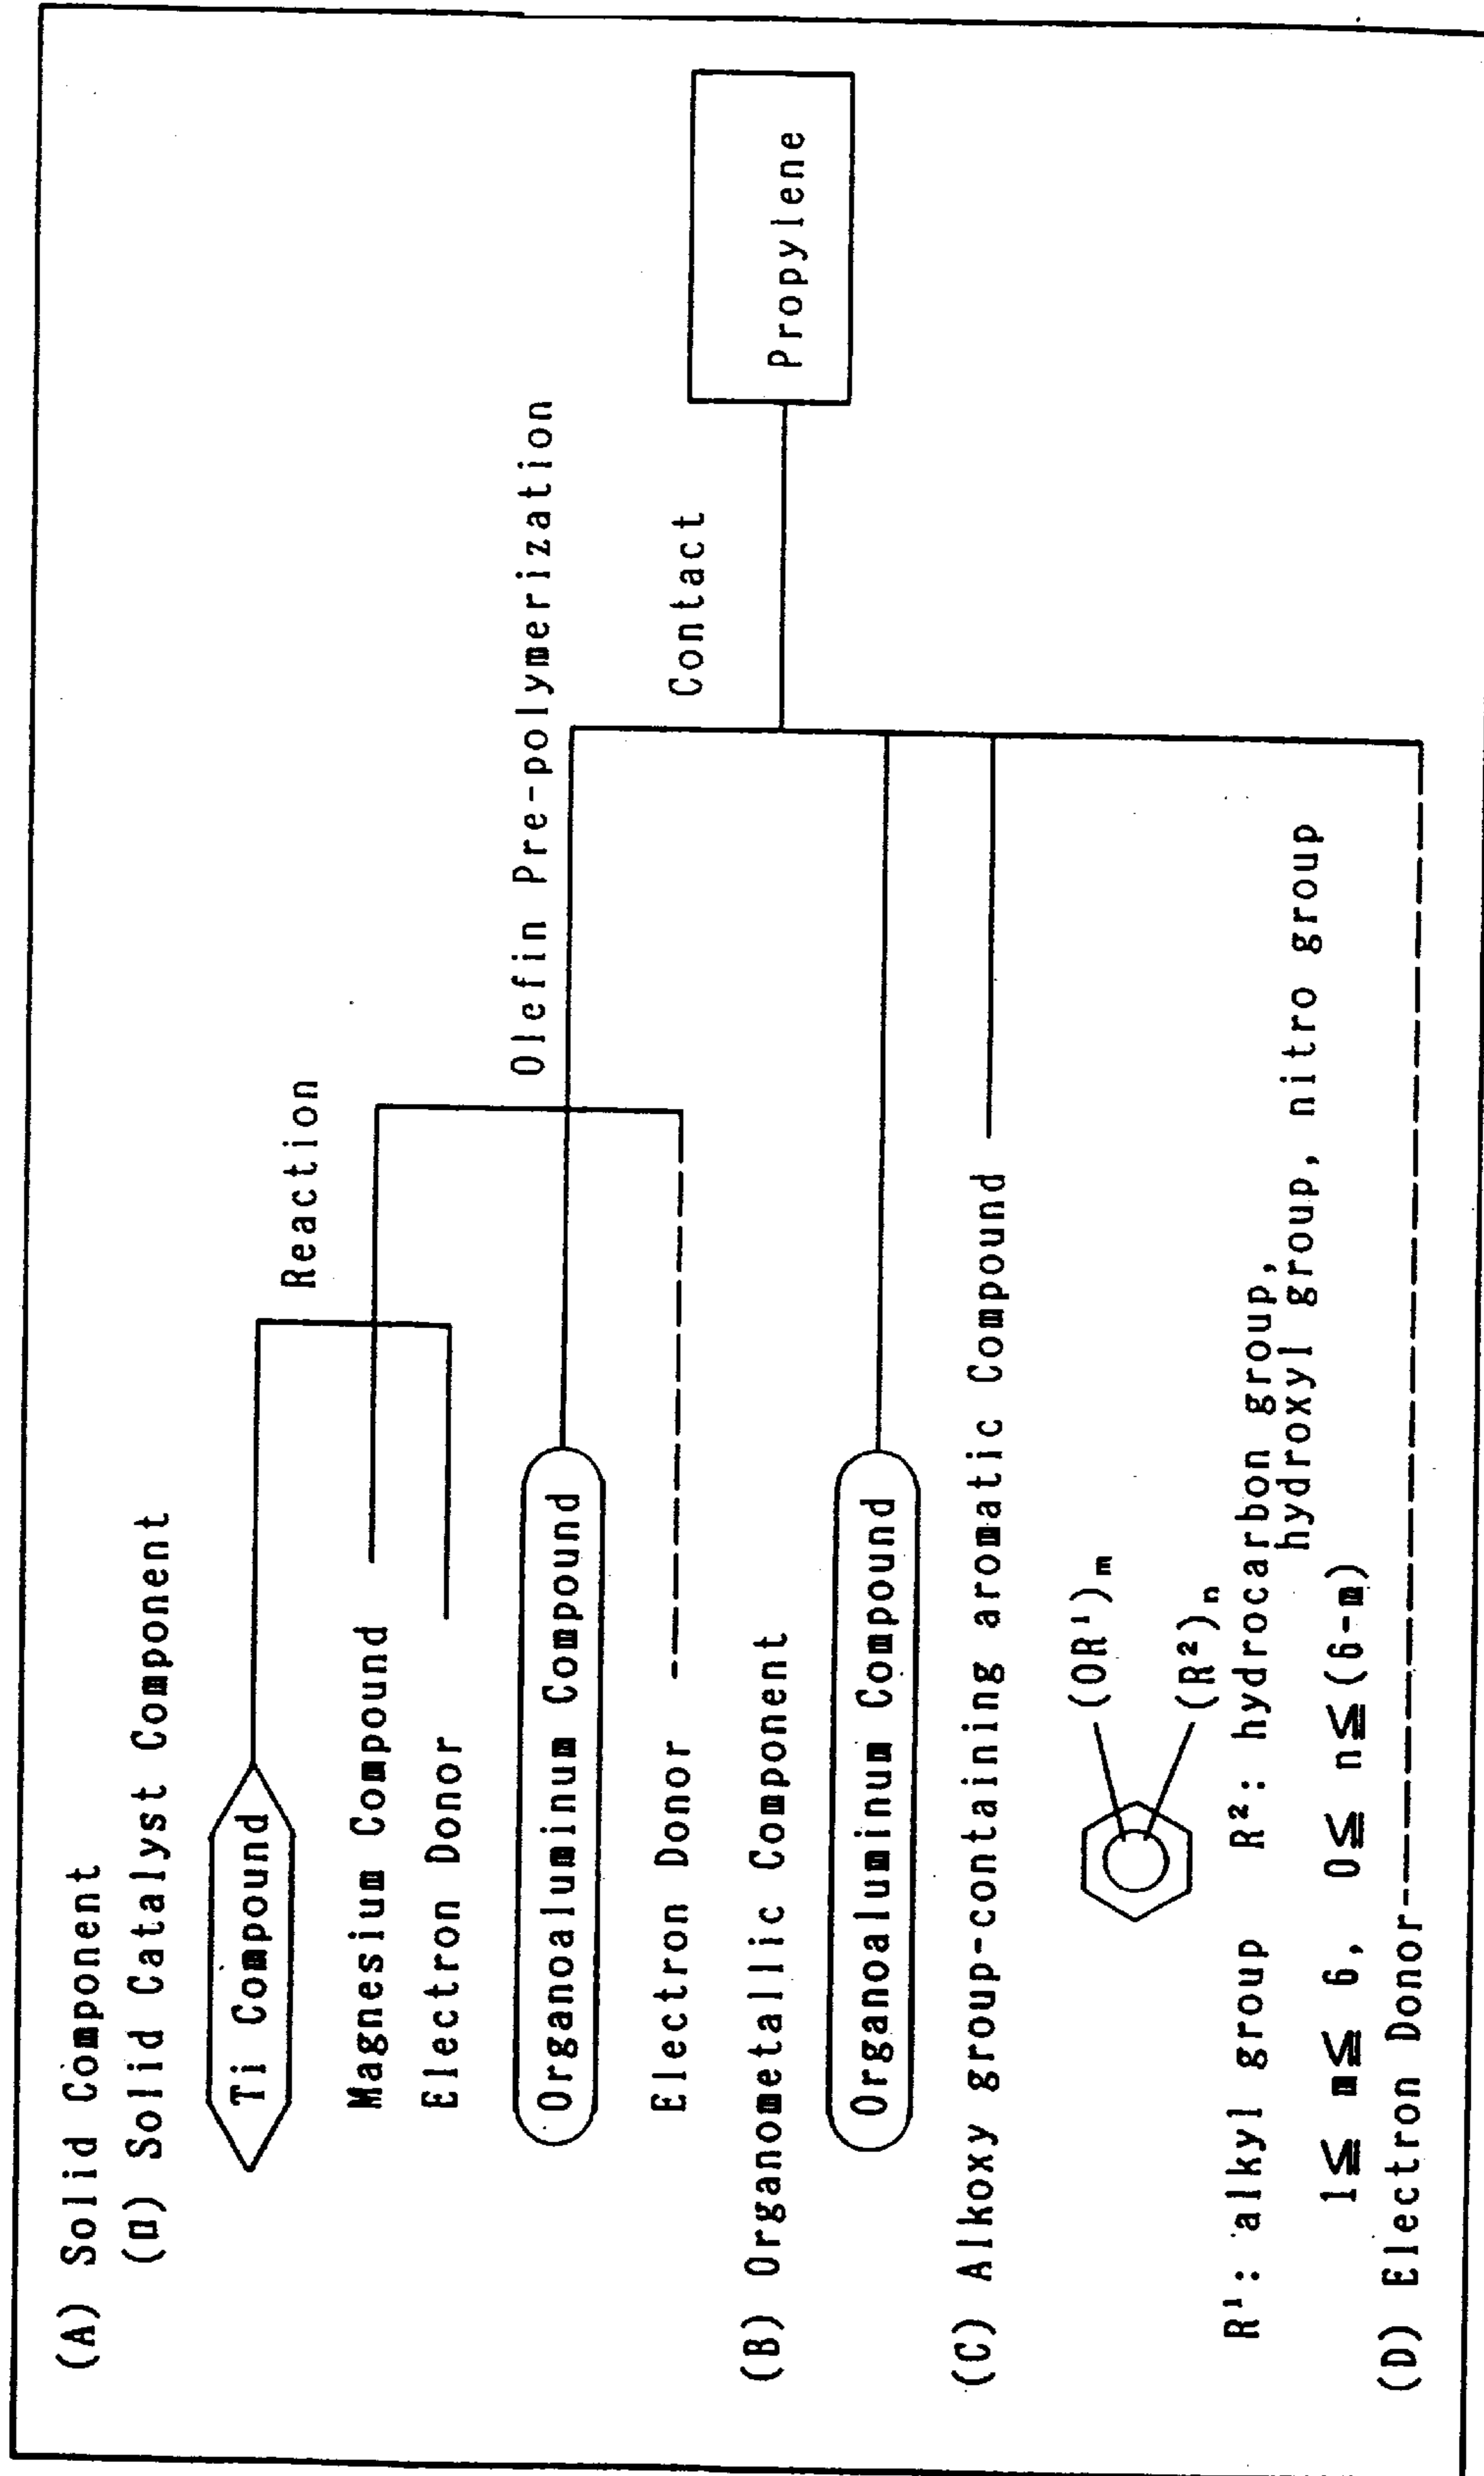 (A) Solid Component
(□) Solid Catalyst Component
Ti Compound
Reaction
Magnesium Compound
Electron Donor
Olefin Pre-polymerization
Organoaluminum Compound
Electron Donor
Contact
Propylene
(B) Organometallic Component
Organoaluminum Compound
(C) Alkoxy group-containing aromatic Compound
(OR¹)m
(R²)n
R¹: alkyl group R²: hydrocarbon group,
hydroxyl group, nitro group
1≦ m≦ 6, 0≦ n≦(6-m)
(D) Electron Donor